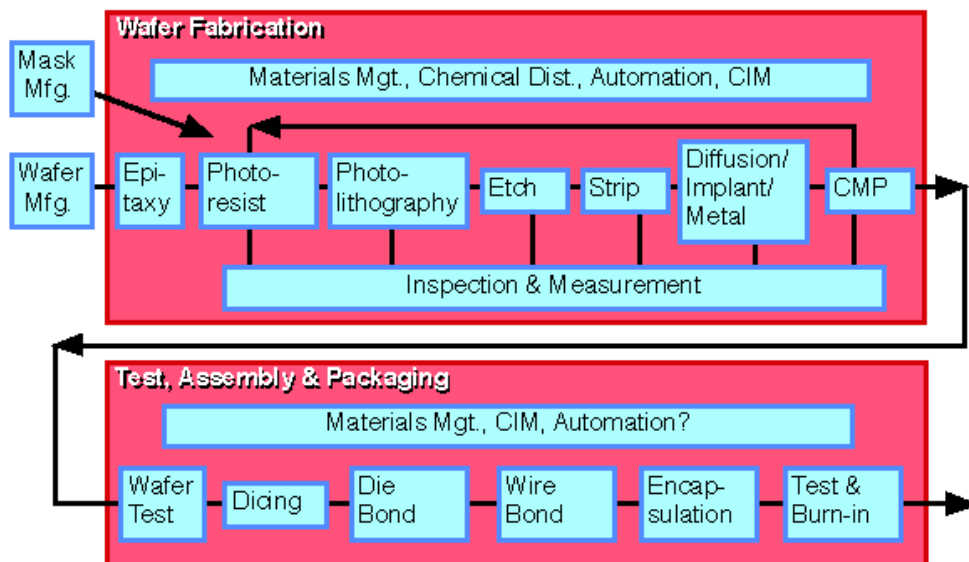 Wafer Fabrication
Mask
Mfg.
Materials Mgt., Chemical Dist., Automation, CIM
Wafer
Mfg.
Epi-
taxy
Photo-
resist
Photo-
lithography
Etch
Strip
Diffusion/
Implant/
Metal
CMP
Inspection & Measurement
Test, Assembly & Packaging
Materials Mgt., CIM, Automation?
Wafer
Test
Dicing
Die
Bond
Wire
Bond
Encap-
sulation
Test &
Burn-in